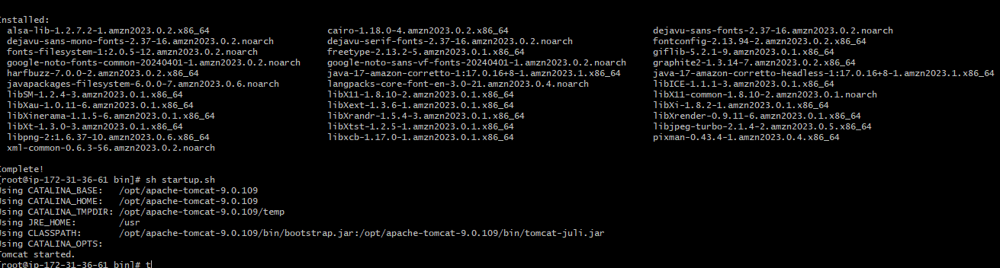 Installed:
alsa-lib-1.2.7.2-1.amzn2023.0.2.x86_64 cairo-1.18.0-4.amzn2023.0.2.x86_64 dejavu-sans-fonts-2.37-16.amzn2023.0.2.noarch
dejavu-sans-mono-fonts-2.37-16.amzn2023.0.2.noarch dejavu-serif-fonts-2.37-16.amzn2023.0.2.noarch fontconfig-2.13.94-2.amzn2023.0.2.x86_64
fonts-filesystem-1:2.0.5-12.amzn2023.0.2.noarch freetype-2.13.2-5.amzn2023.0.1.x86_64 giflib-5.2.1-9.amzn2023.0.1.x86_64
google-noto-fonts-common-20240401-1.amzn2023.0.2.noarch google-noto-sans-vf-fonts-20240401-1.amzn2023.0.2.noarch graphite2-1.3.14-7.amzn2023.0.2.x86_64
harfbuzz-7.0.0-2.amzn2023.0.2.x86_64 java-17-amazon-corretto-1:17.0.16+8-1.amzn2023.1.x86_64 java-17-amazon-corretto-headless-1:17.0.16+8-1.amzn2023.1.x86_64
javapackages-filesystem-6.0.0-7.amzn2023.0.6.noarch langpacks-core-font-en-3.0-21.amzn2023.0.4.noarch libICE-1.1.1-3.amzn2023.0.1.x86_64
libSM-1.2.4-3.amzn2023.0.1.x86_64 libX11-1.8.10-2.amzn2023.0.1.x86_64 libX11-common-1.8.10-2.amzn2023.0.1.noarch
libXau-1.0.11-6.amzn2023.0.1.x86_64 libXext-1.3.6-1.amzn2023.0.1.x86_64 libXi-1.8.2-1.amzn2023.0.1.x86_64
libXinerama-1.1.5-6.amzn2023.0.1.x86_64 libXrandr-1.5.4-3.amzn2023.0.1.x86_64 libXrender-0.9.11-6.amzn2023.0.1.x86_64
libXt-1.3.0-3.amzn2023.0.1.x86_64 libXtst-1.2.5-1.amzn2023.0.1.x86_64 libjpeg-turbo-2.1.4-2.amzn2023.0.5.x86_64
libpng-2:1.6.37-10.amzn2023.0.6.x86_64 libxcb-1.17.0-1.amzn2023.0.1.x86_64 pixman-0.43.4-1.amzn2023.0.4.x86_64
xml-common-0.6.3-56.amzn2023.0.2.noarch
Complete!
[root@ip-172-31-36-61 bin]# sh startup.sh
Using CATALINA_BASE: /opt/apache-tomcat-9.0.109
Using CATALINA_HOME: /opt/apache-tomcat-9.0.109
Using CATALINA_TMPDIR: /opt/apache-tomcat-9.0.109/temp
Using JRE_HOME: /usr
Using CLASSPATH: /opt/apache-tomcat-9.0.109/bin/bootstrap.jar:/opt/apache-tomcat-9.0.109/bin/tomcat-juli.jar
Using CATALINA_OPTS:
Tomcat started.
[root@ip-172-31-36-61 bin]# t